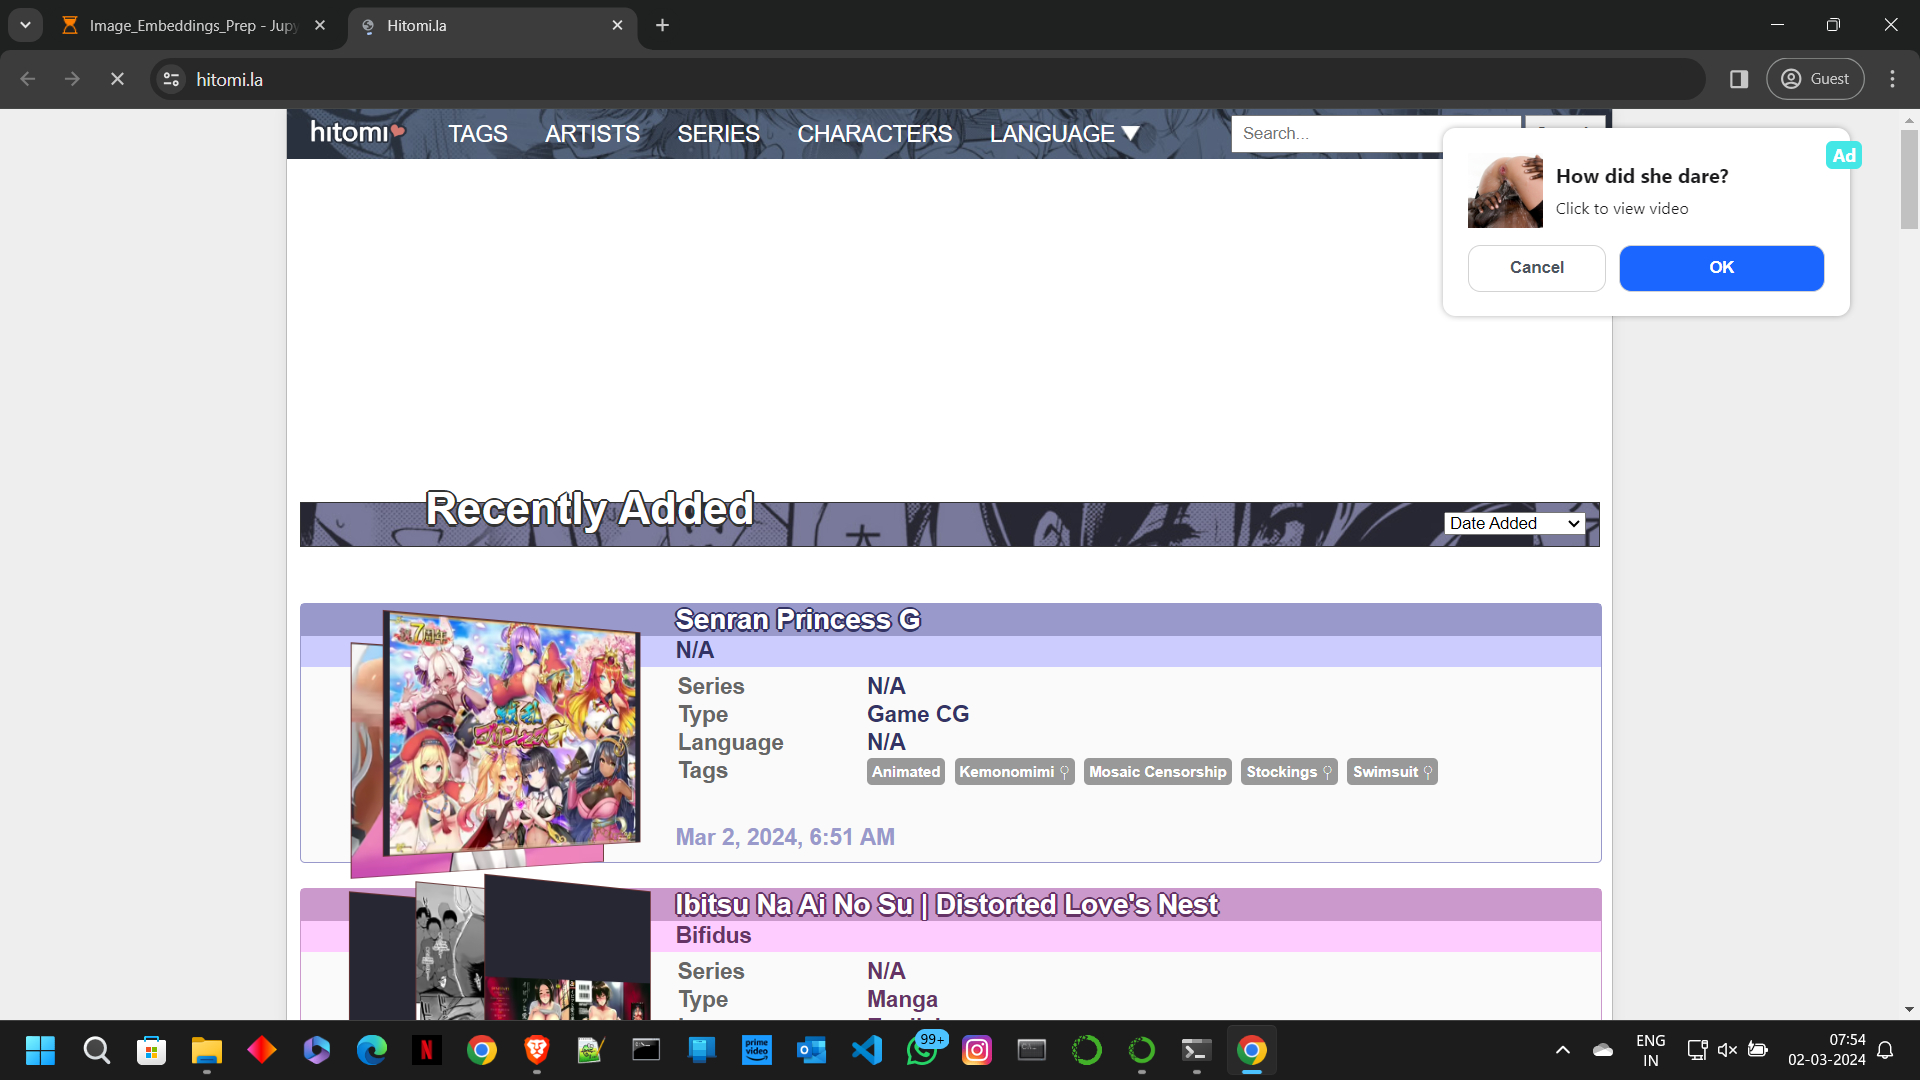 Image_Embeddings_Prep - Jupy
Hitomi.la
hitomi.la
Guest
hitomi
TAGS
ARTISTS
SERIES
CHARACTERS
LANGUAGE
Search...
Ad
How did she dare?
Click to view video
Cancel
OK
Recently Added
Date Added
Senran Princess G
N/A
Series N/A
Type Game CG
Language N/A
Tags Animated Kemonomimi ♀ Mosaic Censorship Stockings ♀ Swimsuit ♀
Mar 2, 2024, 6:51 AM
Ibitsu Na Ai No Su | Distorted Love's Nest
Bifidus
Series N/A
Type Manga
99+
prime video
ENG
IN
07:54
02-03-2024